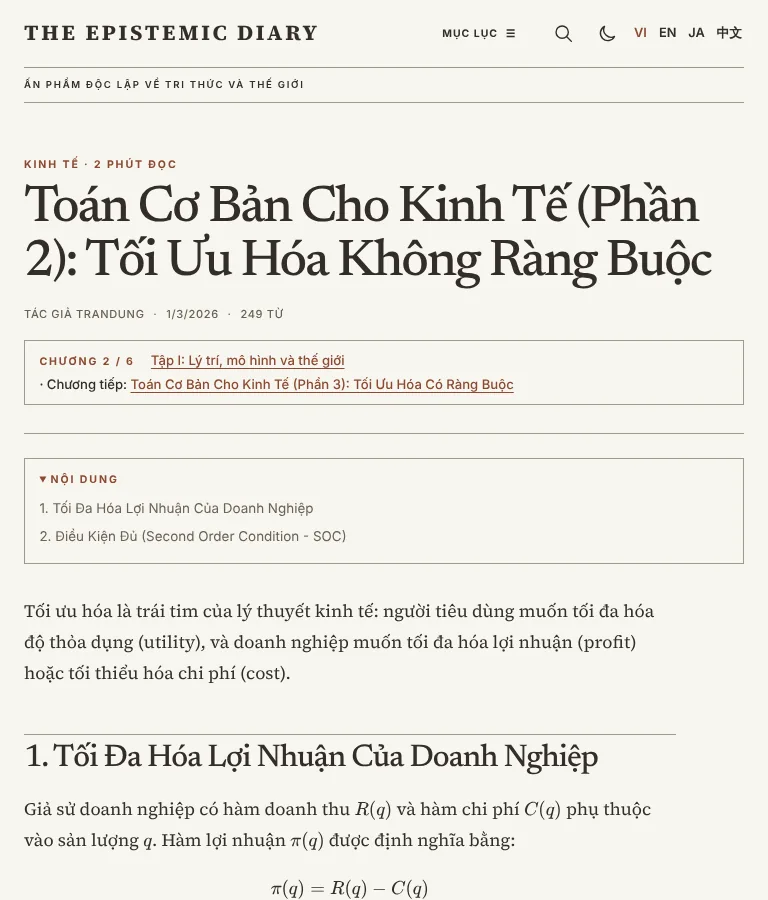 THE EPISTEMIC DIARY
MỤC LỤC ☰
VI EN JA 中文
ẤN PHẨM ĐỘC LẬP VỀ TRI THỨC VÀ THẾ GIỚI
KINH TẾ · 2 PHÚT ĐỌC
Toán Cơ Bản Cho Kinh Tế (Phần
2): Tối Ưu Hóa Không Ràng Buộc
TÁC GIẢ TRANDUNG · 1/3/2026 · 249 TỪ
CHƯƠNG 2 / 6 Tập I: Lý trí, mô hình và thế giới
· Chương tiếp: Toán Cơ Bản Cho Kinh Tế (Phần 3): Tối Ưu Hóa Có Ràng Buộc
▼ NỘI DUNG
1. Tối Đa Hóa Lợi Nhuận Của Doanh Nghiệp
2. Điều Kiện Đủ (Second Order Condition - SOC)
Tối ưu hóa là trái tim của lý thuyết kinh tế: người tiêu dùng muốn tối đa hóa
độ thỏa dụng (utility), và doanh nghiệp muốn tối đa hóa lợi nhuận (profit)
hoặc tối thiểu hóa chi phí (cost).
1. Tối Đa Hóa Lợi Nhuận Của Doanh Nghiệp
Giả sử doanh nghiệp có hàm doanh thu R(q) và hàm chi phí C(q) phụ thuộc
vào sản lượng q. Hàm lợi nhuận π(q) được định nghĩa bằng:
π(q) = R(q) − C(q)